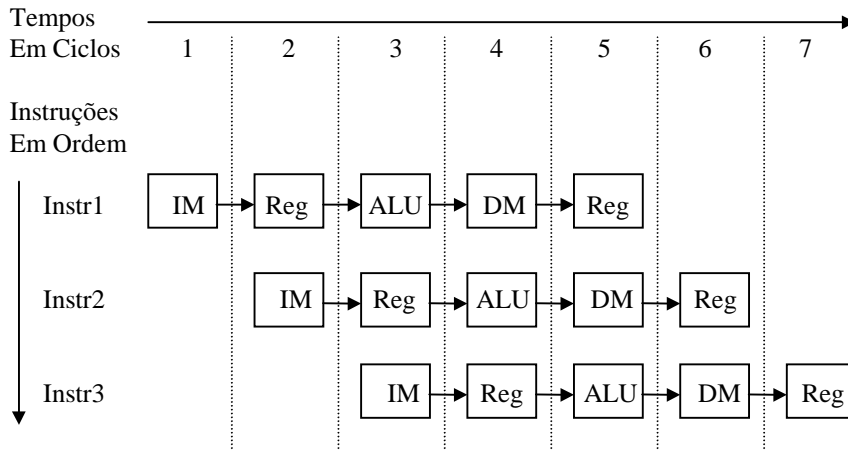 Tempos
Em Ciclos 1 2 3 4 5 6 7
Instruções
Em Ordem
Instr1 IM Reg ALU DM Reg
Instr2 IM Reg ALU DM Reg
Instr3 IM Reg ALU DM Reg